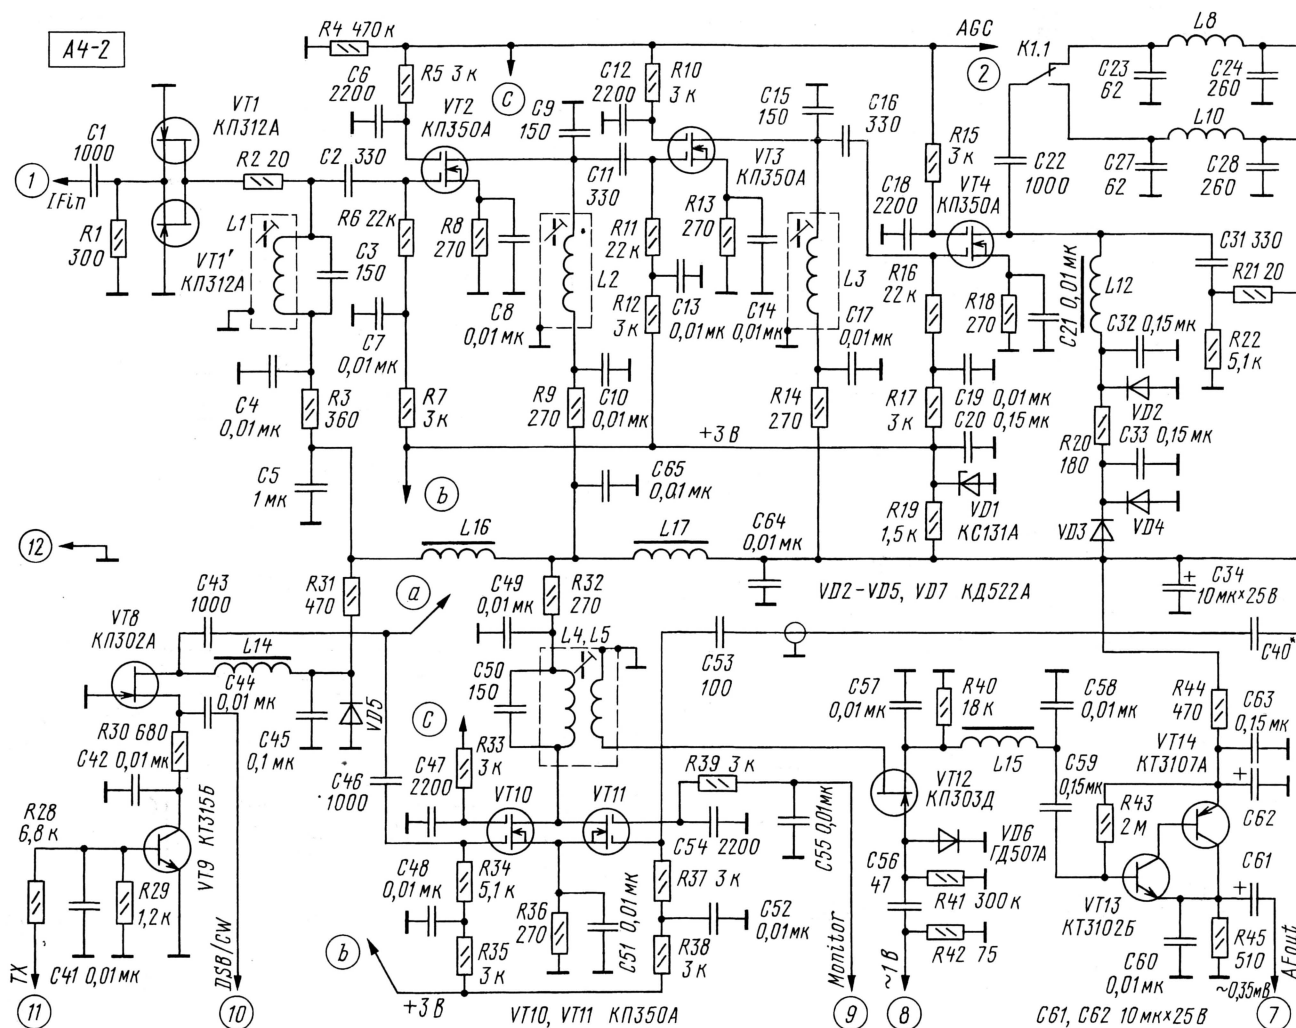 A4-2
R4 470к
AGC
2
K1.1
L8
C6
2200
R5 3к
C12
2200
R10
3к
C
C9
150
C15
150
C16
330
C23
62
C24
260
L10
VT1
КП312А
VT2
КП350А
VT3
КП350А
R15
3к
C1
1000
R2 20
C2 330
C11
330
C18
2200
VT4
КП350А
C22
1000
C27
62
C28
260
1
IFin
R1
300
L1
R6 22к
R8
270
R11
22к
R13
270
C31 330
R21 20
VT1'
КП312А
C3
150
L2
L3
R16
22к
R18
270
C21 0,01мк
L12
C8
0,01мк
R12
3к
C13
0,01мк
C14
0,01мк
C17
0,01мк
C32 0,15мк
R22
5,1к
C7
0,01мк
C4
0,01мк
R3
360
R7
3к
R9
270
C10
0,01мк
R14
270
R17
3к
C19 0,01мк
C20 0,15мк
VD2
C33 0,15мк
R20
180
+3В
C5
1мк
b
C65
0,01мк
VD1
КС131А
R19
1,5к
VD3
VD4
12
L16
L17
C64
0,01мк
VD2-VD5, VD7 КД522А
C34
10мк×25В
C43
1000
R31
470
a
C49
0,01мк
R32
270
VT8
КП302А
L14
L4,L5
C53
100
C40*
C44
0,01мк
C50
150
C57
0,01мк
R40
18к
C58
0,01мк
R44
470
C63
0,15мк
R30 680
C45
0,1мк
VD5
C
L15
C42 0,01мк
C46
1000
C47
2200
R33
3к
R39 3к
VT12
КП303Д
C59
0,15мк
VT14
КТ3107А
VT10
VT11
R43
2М
C62
R28
6,8к
VT9 КТ315Б
C54 2200
C55 0,01мк
VD6
ГД507А
C48
0,01мк
R34
5,1к
R37 3к
C56
47
R41 300к
C61
R29
1,2к
R36
270
C51 0,01мк
C52
0,01мк
VT13
КТ3102Б
b
R35
3к
R38
3к
R42 75
R45
510
TX
C41 0,01мк
DSB/CW
Monitor
~1В
C60
0,01мк
~0,35мВ
AFout
+3В
11
10
VT10, VT11 КП350А
9
8
C61, C62 10мк×25В
7